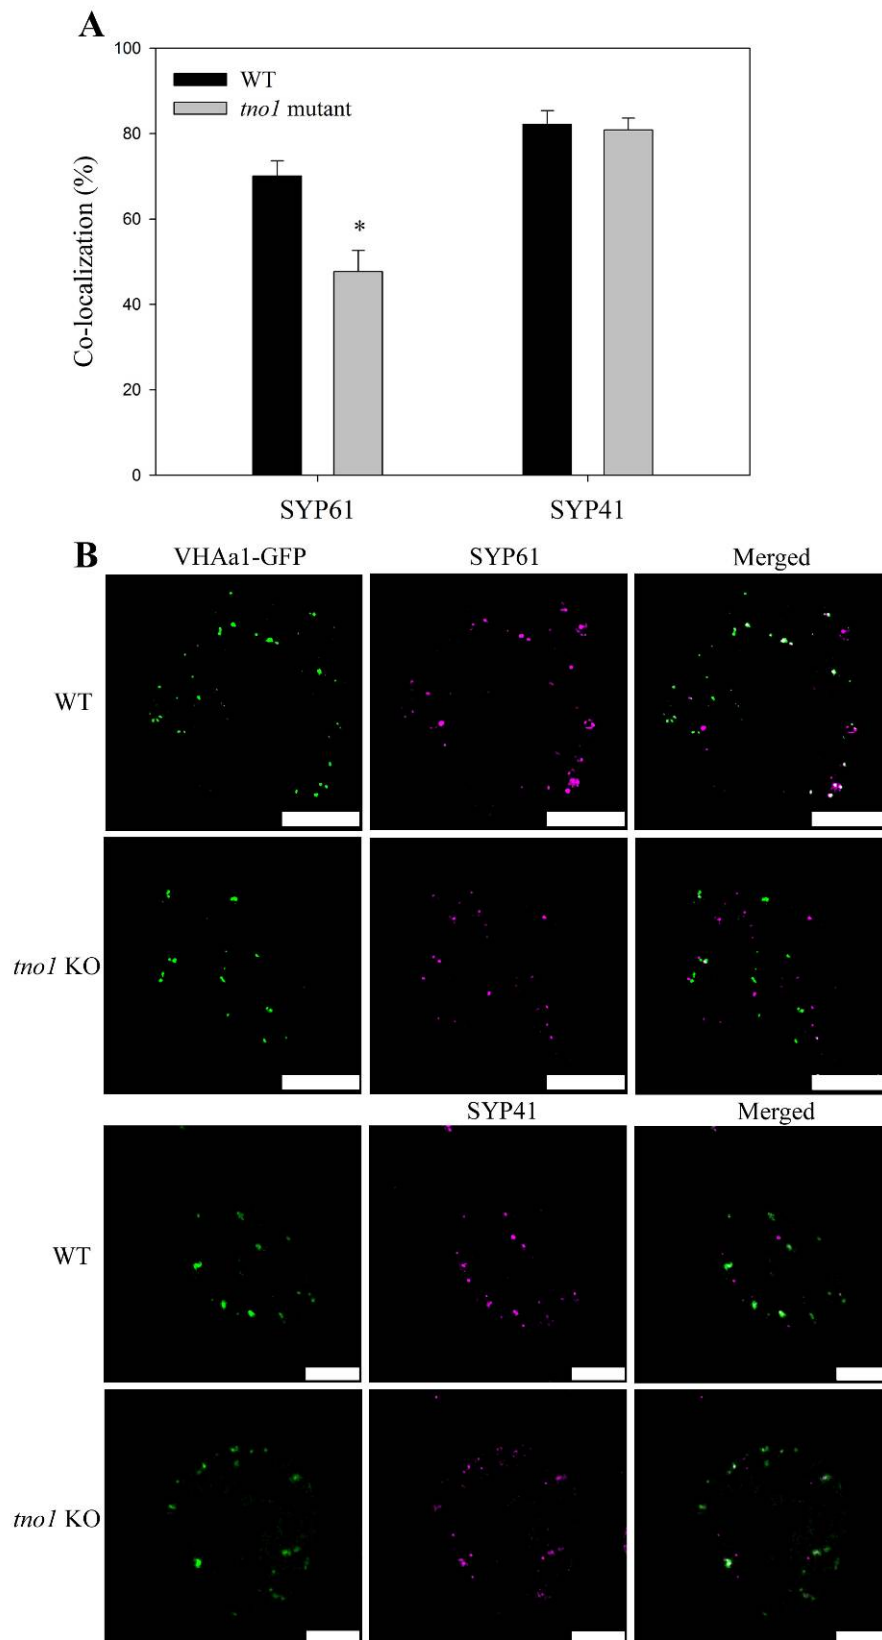 A
100
80
60
40
20
0
Co-localization (%)
WT
tno1 mutant
*
SYP61 SYP41
B
VHAa1-GFP SYP61 Merged
WT
tno1 KO
SYP41 Merged
WT
tno1 KO